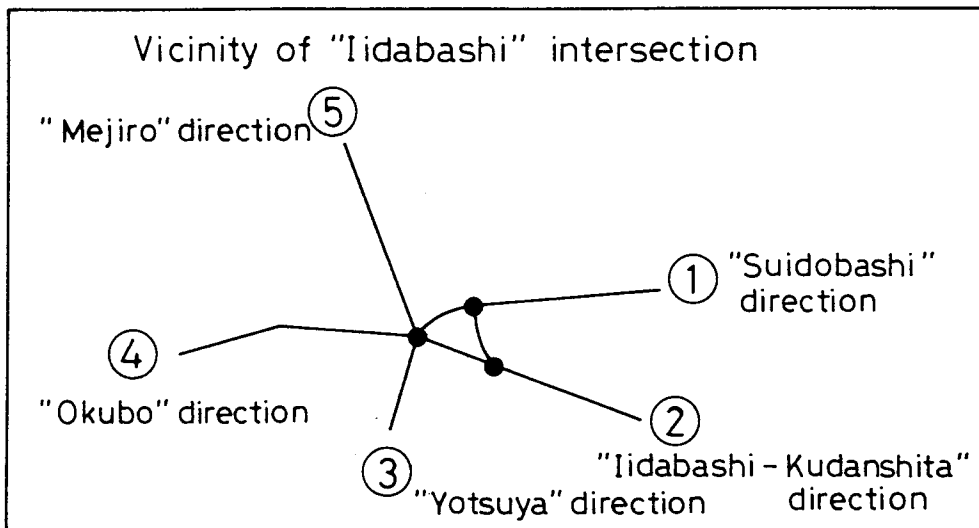 Vicinity of "Iidabashi" intersection
⑤
"Mejiro" direction
① "Suidobashi"
direction
④
"Okubo" direction
②
"Iidabashi - Kudanshita"
direction
③ "Yotsuya" direction